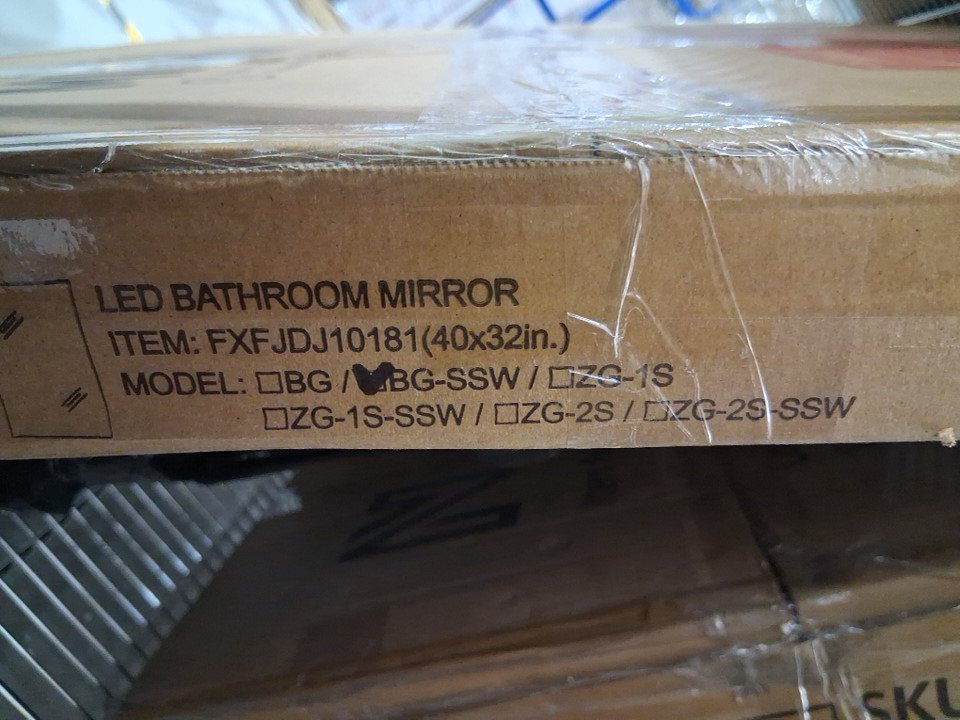 LED BATHROOM MIRROR
ITEM: FXFJDJ10181(40x32in.)
MODEL: ☐BG / ☑BG-SSW / ☐ZG-1S
☐ZG-1S-SSW / ☐ZG-2S / ☐ZG-2S-SSW
SKU